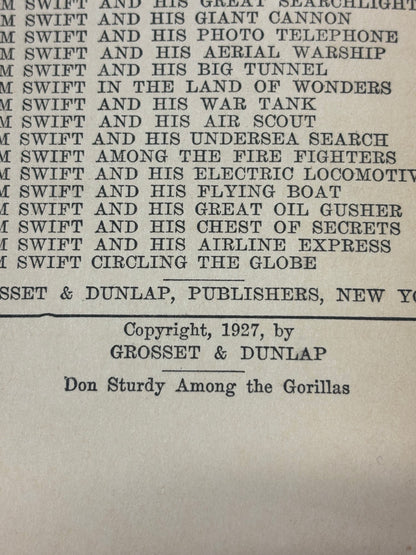 SWIFT AND HIS GREAT SEARCHLIGHT
M SWIFT AND HIS GIANT CANNON
M SWIFT AND HIS PHOTO TELEPHONE
M SWIFT AND HIS AERIAL WARSHIP
M SWIFT AND HIS BIG TUNNEL
M SWIFT IN THE LAND OF WONDERS
M SWIFT AND HIS WAR TANK
M SWIFT AND HIS AIR SCOUT
M SWIFT AND HIS UNDERSEA SEARCH
M SWIFT AMONG THE FIRE FIGHTERS
M SWIFT AND HIS ELECTRIC LOCOMOTIV
M SWIFT AND HIS FLYING BOAT
M SWIFT AND HIS GREAT OIL GUSHER
M SWIFT AND HIS CHEST OF SECRETS
M SWIFT AND HIS AIRLINE EXPRESS
M SWIFT CIRCLING THE GLOBE
OSSET & DUNLAP, PUBLISHERS, NEW YO
Copyright, 1927, by
GROSSET & DUNLAP
Don Sturdy Among the Gorillas